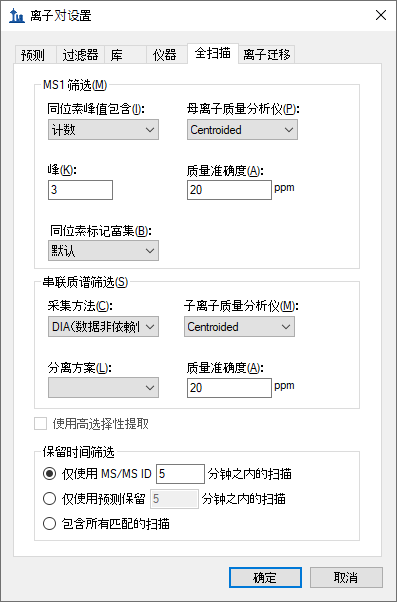 离子对设置
预测 过滤器 库 仪器 全扫描 离子迁移
MS1 筛选(M)
同位素峰值包含(I): 母离子质量分析仪(P):
计数 Centroided
峰(K): 质量准确度(A):
3 20 ppm
同位素标记富集(B):
默认
串联质谱筛选(S)
采集方法(C): 子离子质量分析仪(M):
DIA(数据非依赖 Centroided
分离方案(L): 质量准确度(A):
20 ppm
使用高选择性提取
保留时间筛选
仅使用 MS/MS ID 5 分钟之内的扫描
仅使用预测保留 5 分钟之内的扫描
包含所有匹配的扫描
确定 取消